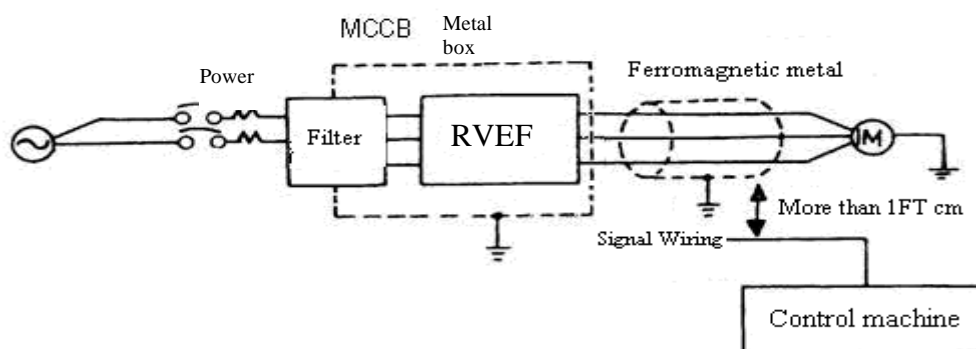 MCCB
Metal
box
Power
Ferromagnetic metal
Filter
RVEF
M
More than 1FT cm
Signal Wiring
Control machine